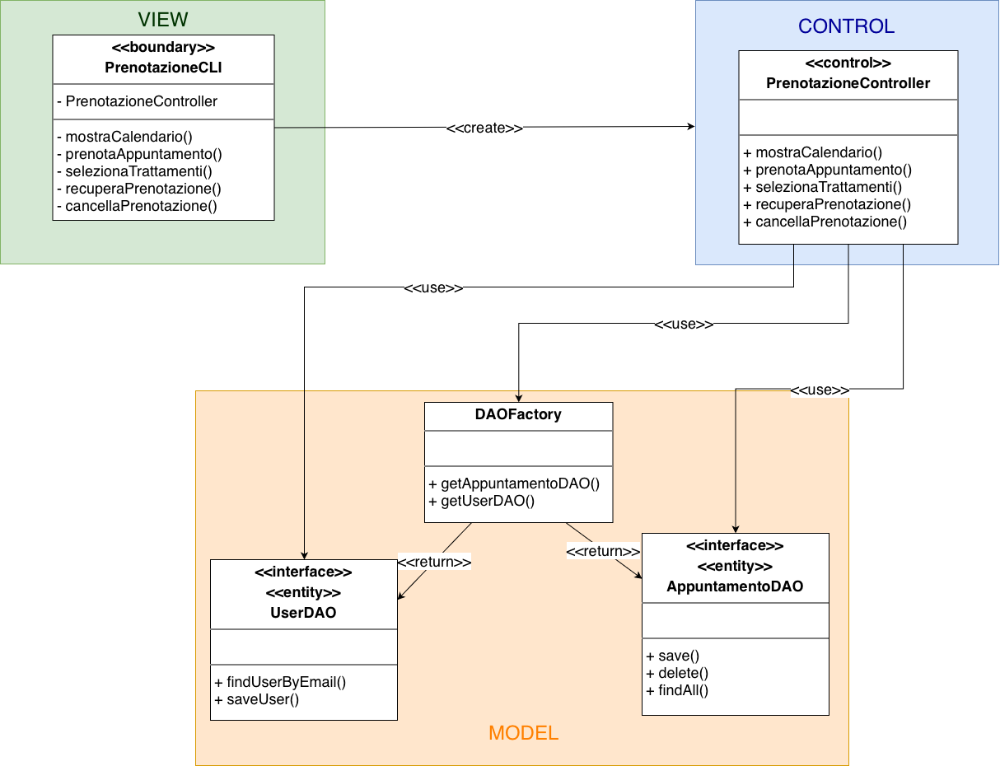 VIEW
<<boundary>>
PrenotazioneCLI
- PrenotazioneController
- mostraCalendario()
- prenotaAppuntamento()
- selezionaTrattamenti()
- recuperaPrenotazione()
- cancellaPrenotazione()
<<create>>
CONTROL
<<control>>
PrenotazioneController
+ mostraCalendario()
+ prenotaAppuntamento()
+ selezionaTrattamenti()
+ recuperaPrenotazione()
+ cancellaPrenotazione()
<<use>>
<<use>>
<<use>>
DAOFactory
+ getAppuntamentoDAO()
+ getUserDAO()
<<return>>
<<return>>
<<interface>>
<<entity>>
UserDAO
+ findUserByEmail()
+ saveUser()
<<interface>>
<<entity>>
AppuntamentoDAO
+ save()
+ delete()
+ findAll()
MODEL